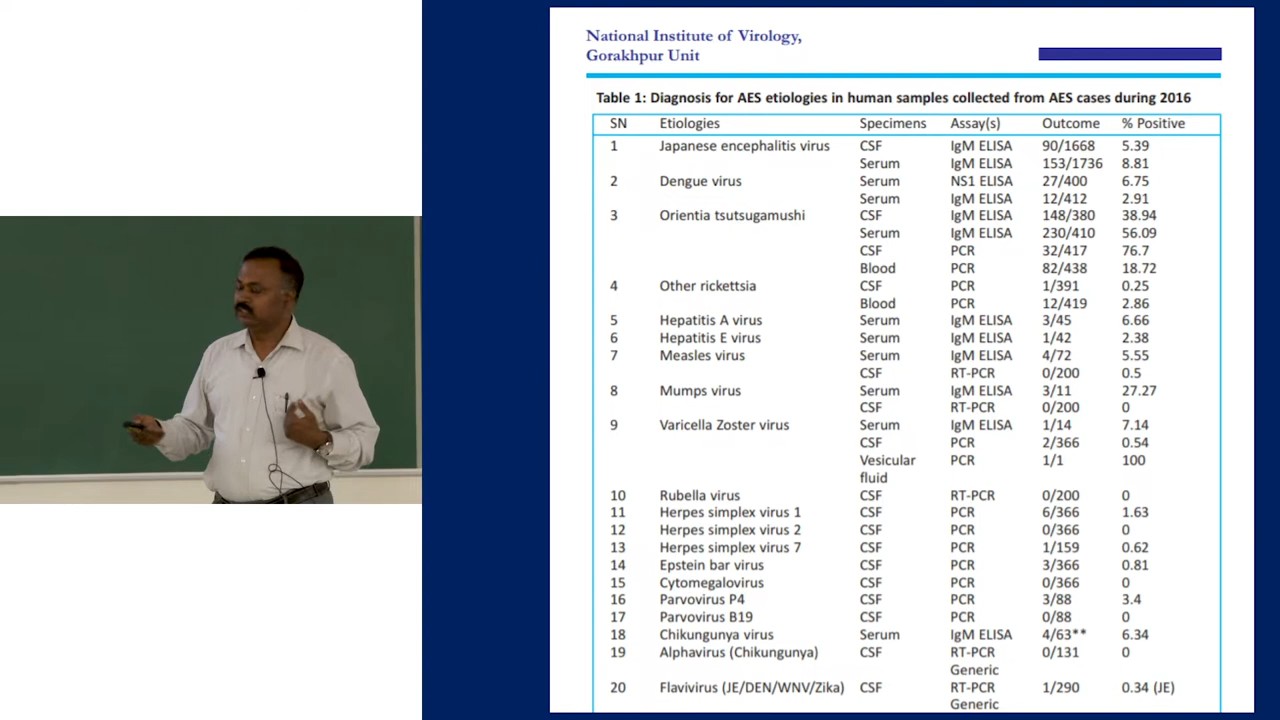 National Institute of Virology,
Gorakhpur Unit
Table 1: Diagnosis for AES etiologies in human samples collected from AES cases during 2016
SN Etiologies Specimens Assay(s) Outcome % Positive
1 Japanese encephalitis virus CSF IgM ELISA 90/1668 5.39
Serum IgM ELISA 153/1736 8.81
2 Dengue virus Serum NS1 ELISA 27/400 6.75
Serum IgM ELISA 12/412 2.91
3 Orientia tsutsugamushi CSF IgM ELISA 148/380 38.94
Serum IgM ELISA 230/410 56.09
CSF PCR 32/417 76.7
Blood PCR 82/438 18.72
4 Other rickettsia CSF PCR 1/391 0.25
Blood PCR 12/419 2.86
5 Hepatitis A virus Serum IgM ELISA 3/45 6.66
6 Hepatitis E virus Serum IgM ELISA 1/42 2.38
7 Measles virus Serum IgM ELISA 4/72 5.55
CSF RT-PCR 0/200 0.5
8 Mumps virus Serum IgM ELISA 3/11 27.27
CSF RT-PCR 0/200 0
9 Varicella Zoster virus Serum IgM ELISA 1/14 7.14
CSF PCR 2/366 0.54
Vesicular PCR 1/1 100
fluid
10 Rubella virus CSF RT-PCR 0/200 0
11 Herpes simplex virus 1 CSF PCR 6/366 1.63
12 Herpes simplex virus 2 CSF PCR 0/366 0
13 Herpes simplex virus 7 CSF PCR 1/159 0.62
14 Epstein bar virus CSF PCR 3/366 0.81
15 Cytomegalovirus CSF PCR 0/366 0
16 Parvovirus P4 CSF PCR 3/88 3.4
17 Parvovirus B19 CSF PCR 0/88 0
18 Chikungunya virus Serum IgM ELISA 4/63** 6.34
19 Alphavirus (Chikungunya) CSF RT-PCR 0/131 0
Generic
20 Flavivirus (JE/DEN/WNV/Zika) CSF RT-PCR 1/290 0.34 (JE)
Generic